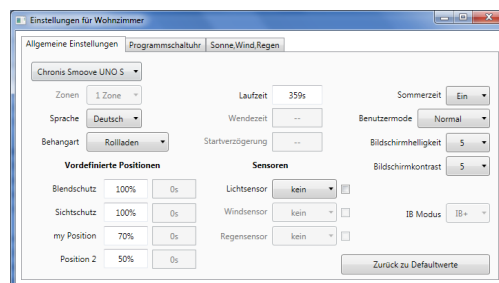 Einstellungen für Wohnzimmer
Allgemeine Einstellungen Programmschaltuhr Sonne,Wind,Regen
Chronis Smoove UNO S
Zonen 1 Zone Laufzeit 359s Sommerzeit Ein
Sprache Deutsch Wendezeit -- Benutzermode Normal
Behangart Rollladen Startverzögerung -- Bildschirmhelligkeit 5
Vordefinierte Positionen Sensoren Bildschirmkontrast 5
Blendschutz 100% 0s Lichtsensor kein
Sichtschutz 100% 0s Windsensor kein IB Modus IB+
my Position 70% 0s Regensensor kein
Position 2 50% 0s Zurück zu Defaultwerte